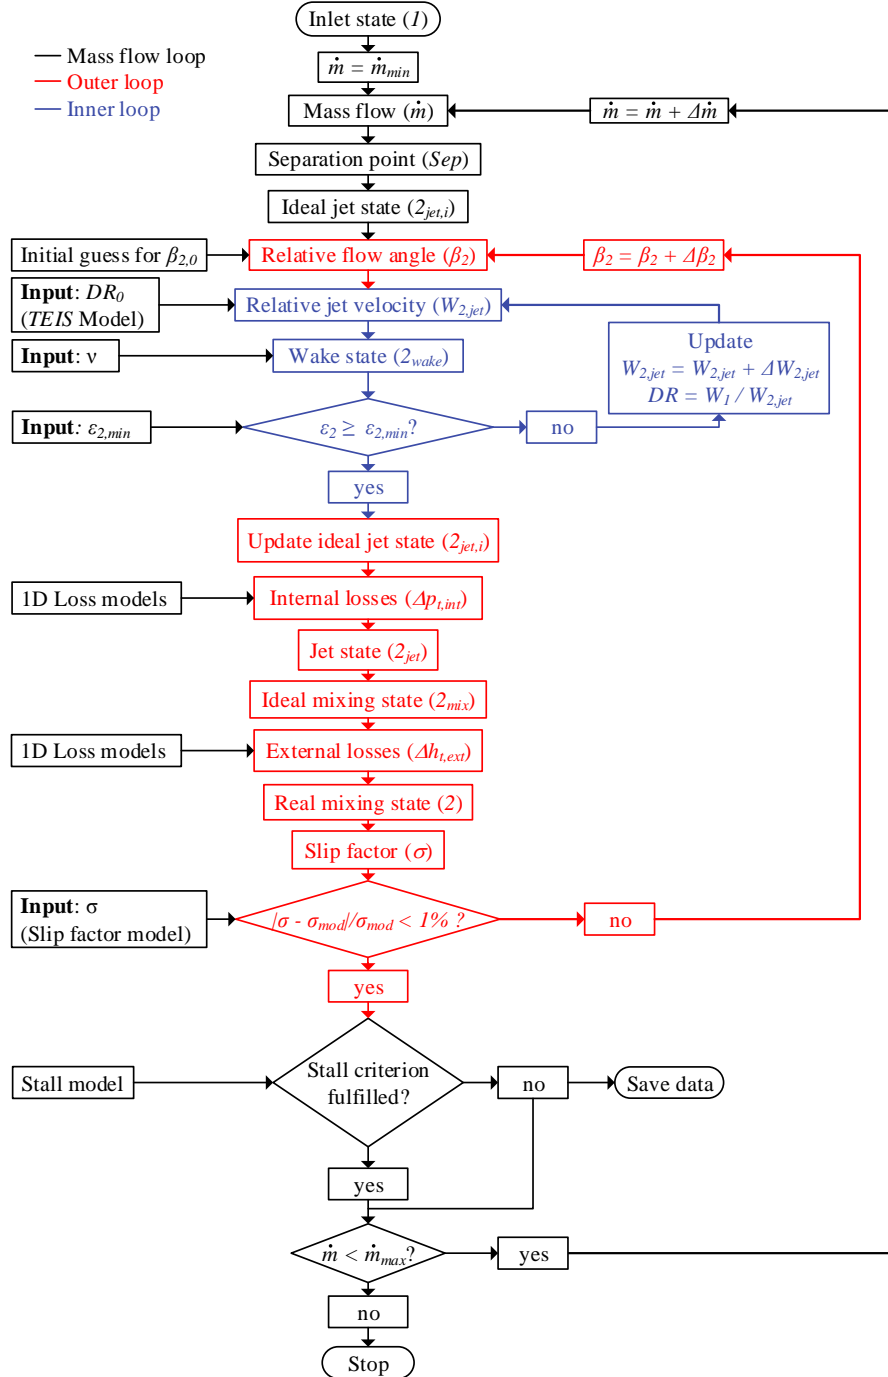 Inlet state (1)
Mass flow loop
Outer loop
Inner loop
ṁ = ṁmin
Mass flow (ṁ)
ṁ = ṁ + Δṁ
Separation point (Sep)
Ideal jet state (2jet,i)
Initial guess for β2,0
Relative flow angle (β2)
β2 = β2 + Δβ2
Input: DR0
(TEIS Model)
Relative jet velocity (W2,jet)
Input: ν
Wake state (2wake)
Update
W2,jet = W2,jet + ΔW2,jet
DR = W1 / W2,jet
Input: ε2,min
ε2 ≥ ε2,min?
no
yes
Update ideal jet state (2jet,i)
1D Loss models
Internal losses (Δpt,int)
Jet state (2jet)
Ideal mixing state (2mix)
1D Loss models
External losses (Δht,ext)
Real mixing state (2)
Slip factor (σ)
Input: σ
(Slip factor model)
|σ - σmod|/σmod < 1% ?
no
yes
Stall model
Stall criterion
fulfilled?
no
Save data
yes
ṁ < ṁmax?
yes
no
Stop